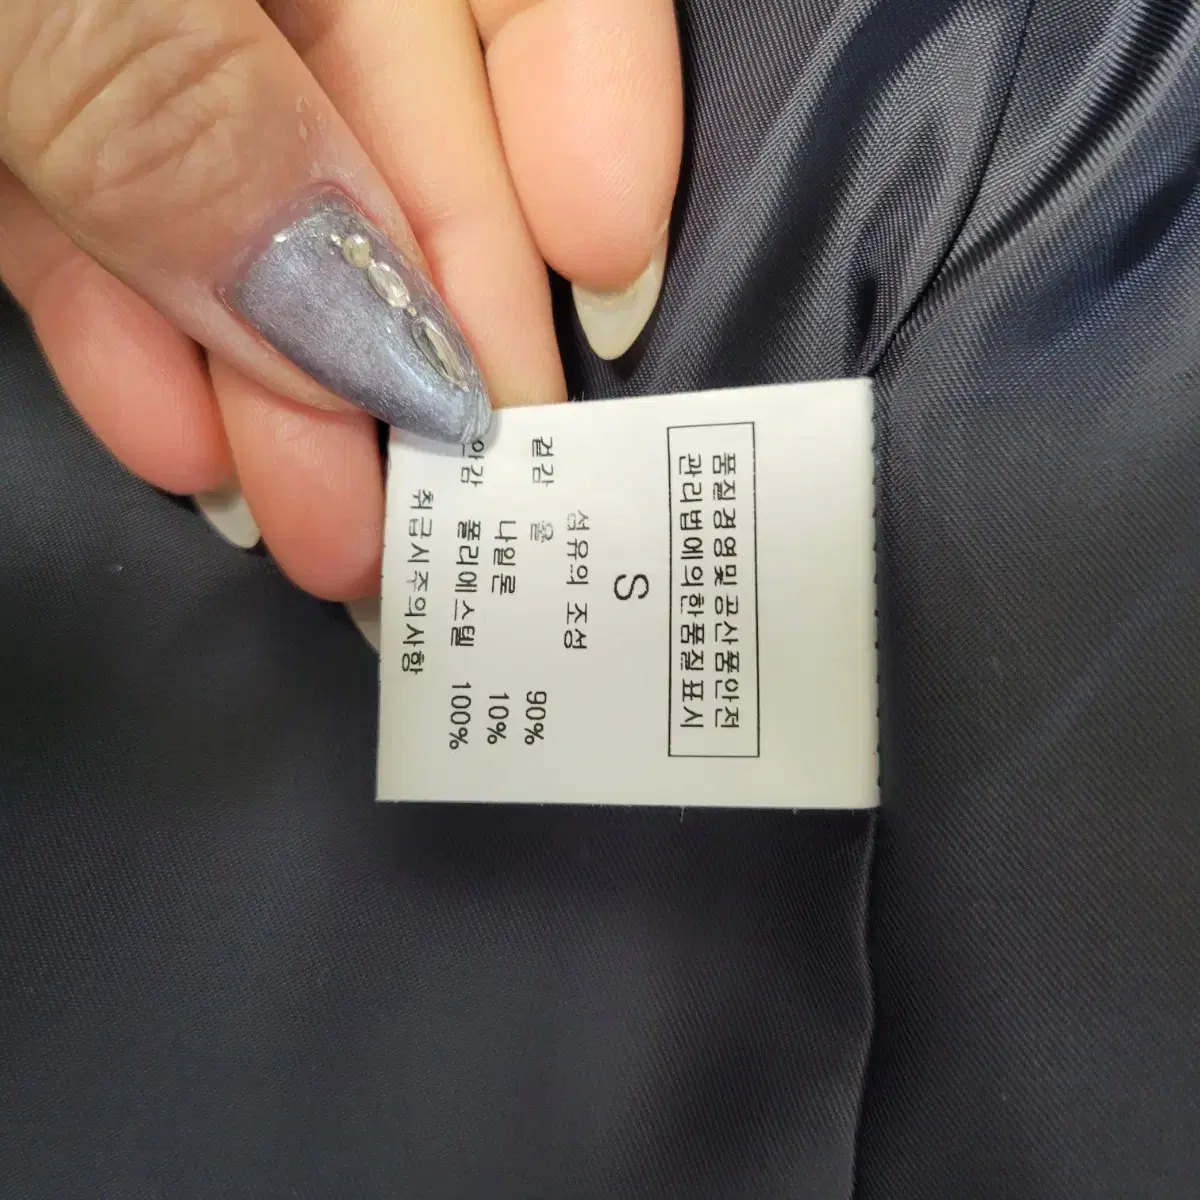 품질경영및 공산품안전
관리법에의한품질표시
S
섬유의 조성
겉감 울 90%
나일론 10%
안감 폴리에스텔 100%
취급시주의사항